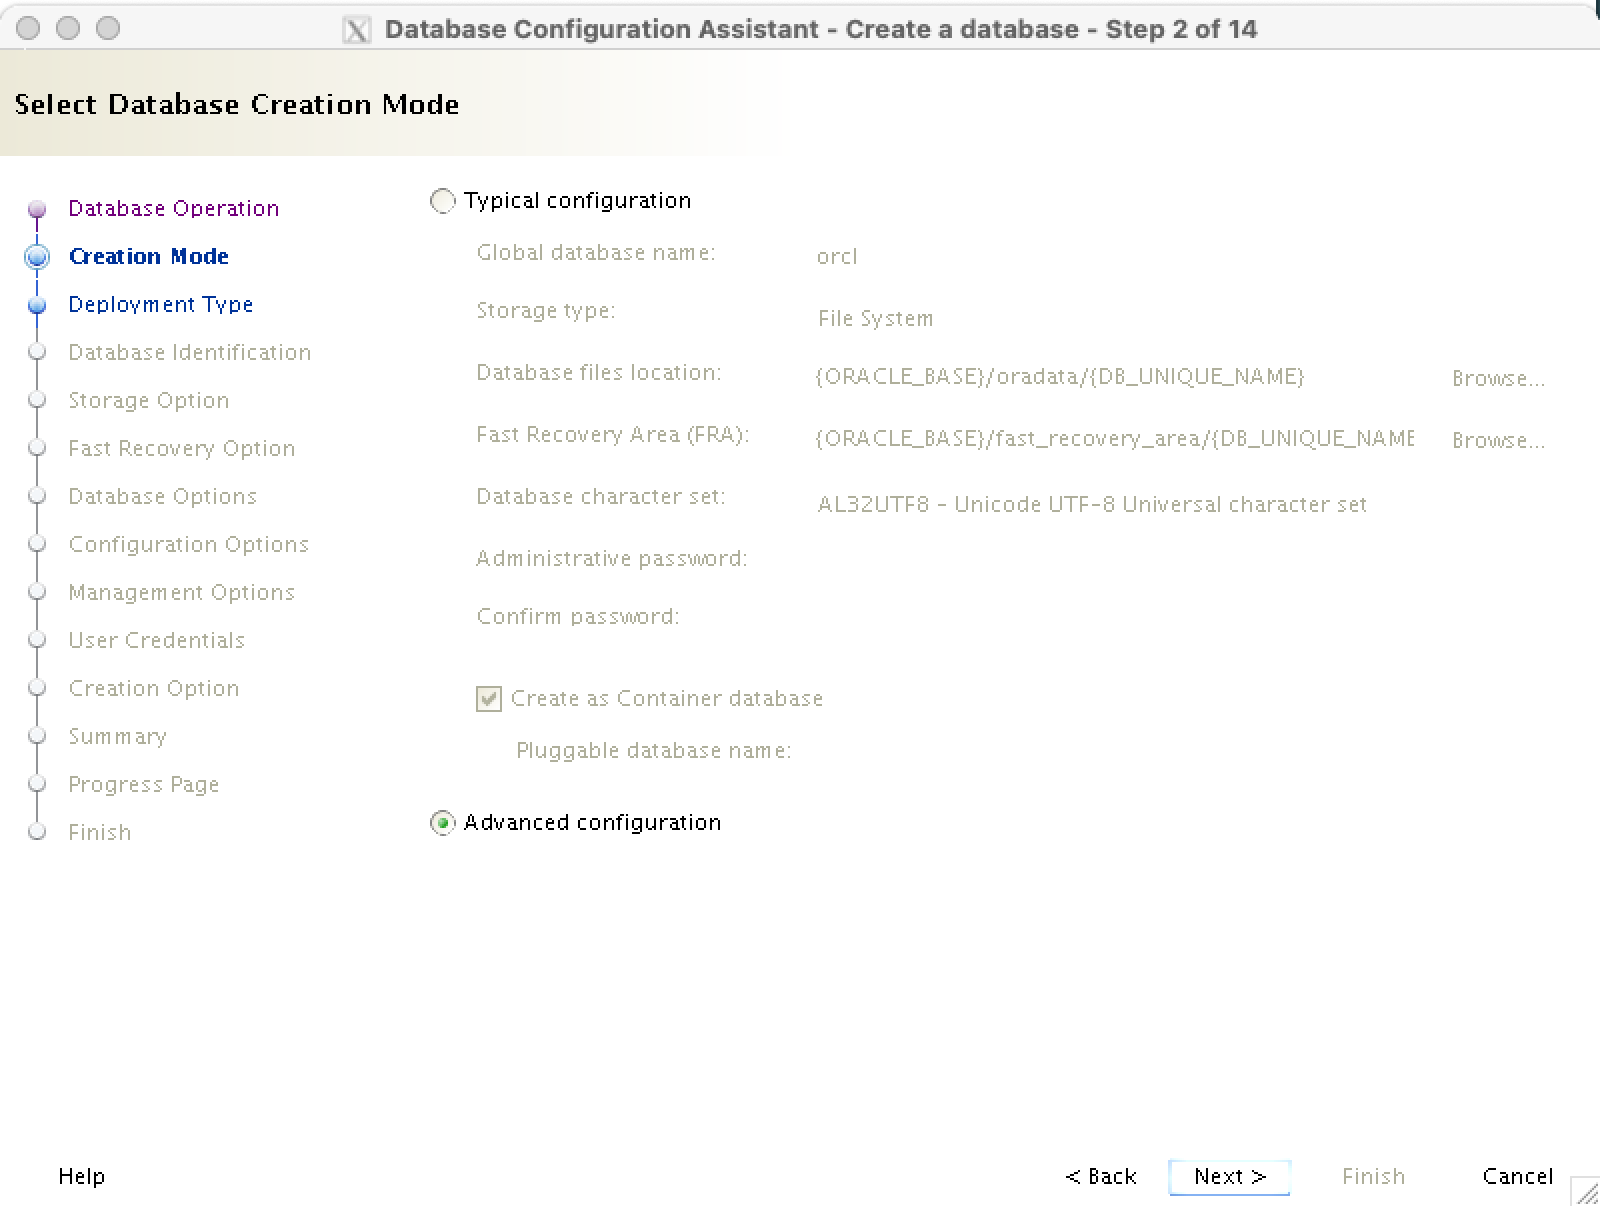 Database Configuration Assistant - Create a database - Step 2 of 14
Select Database Creation Mode
Database Operation
Creation Mode
Deployment Type
Database Identification
Storage Option
Fast Recovery Option
Database Options
Configuration Options
Management Options
User Credentials
Creation Option
Summary
Progress Page
Finish
Typical configuration
Global database name: orcl
Storage type: File System
Database files location: {ORACLE_BASE}/oradata/{DB_UNIQUE_NAME} Browse...
Fast Recovery Area (FRA): {ORACLE_BASE}/fast_recovery_area/{DB_UNIQUE_NAME Browse...
Database character set: AL32UTF8 - Unicode UTF-8 Universal character set
Administrative password:
Confirm password:
Create as Container database
Pluggable database name:
Advanced configuration
Help < Back Next > Finish Cancel